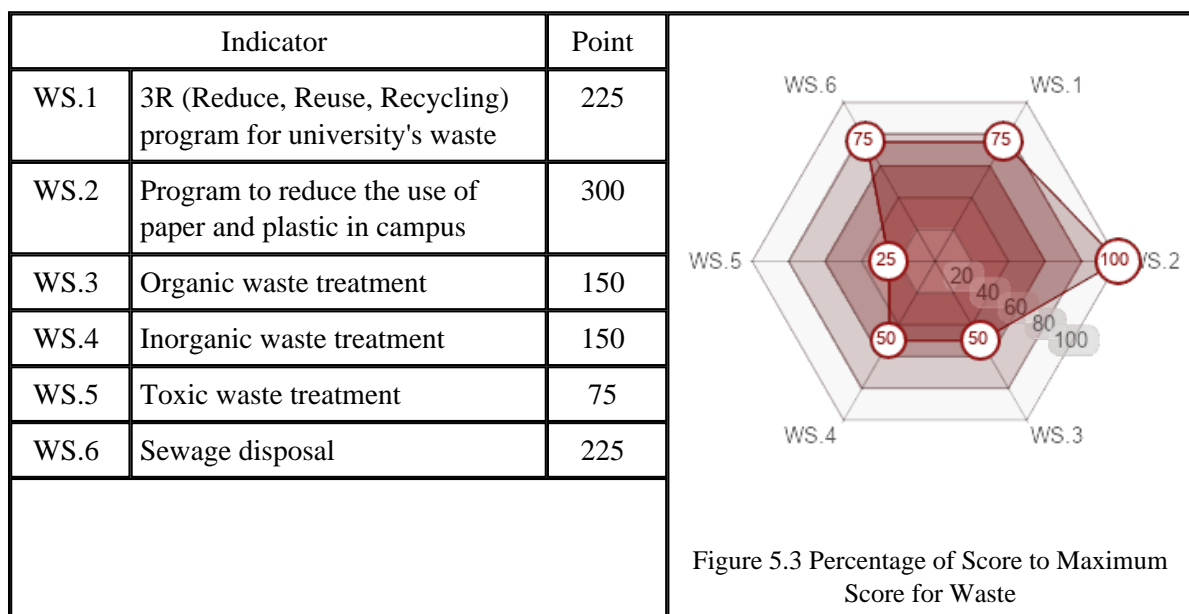 Indicator Point
WS.1 3R (Reduce, Reuse, Recycling) 225
program for university's waste
WS.2 Program to reduce the use of 300
paper and plastic in campus
WS.3 Organic waste treatment 150
WS.4 Inorganic waste treatment 150
WS.5 Toxic waste treatment 75
WS.6 Sewage disposal 225
WS.6 WS.1
75 75
WS.5 25 100 WS.2
20
40
60
80
100
50 50
WS.4 WS.3
Figure 5.3 Percentage of Score to Maximum
Score for Waste